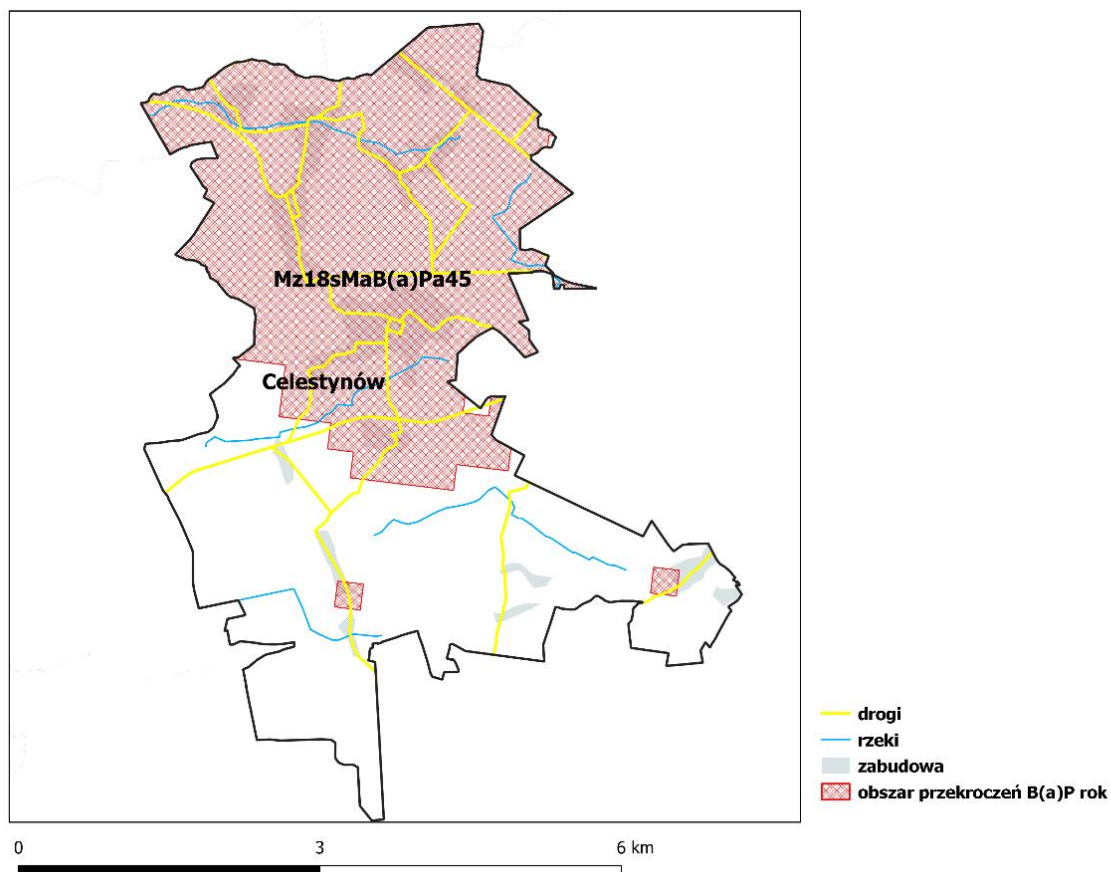 Mz18sMaB(a)Pa45
Celestynów
drogi
rzeki
zabudowa
obszar przekroczeń B(a)P rok
0 3 6 km